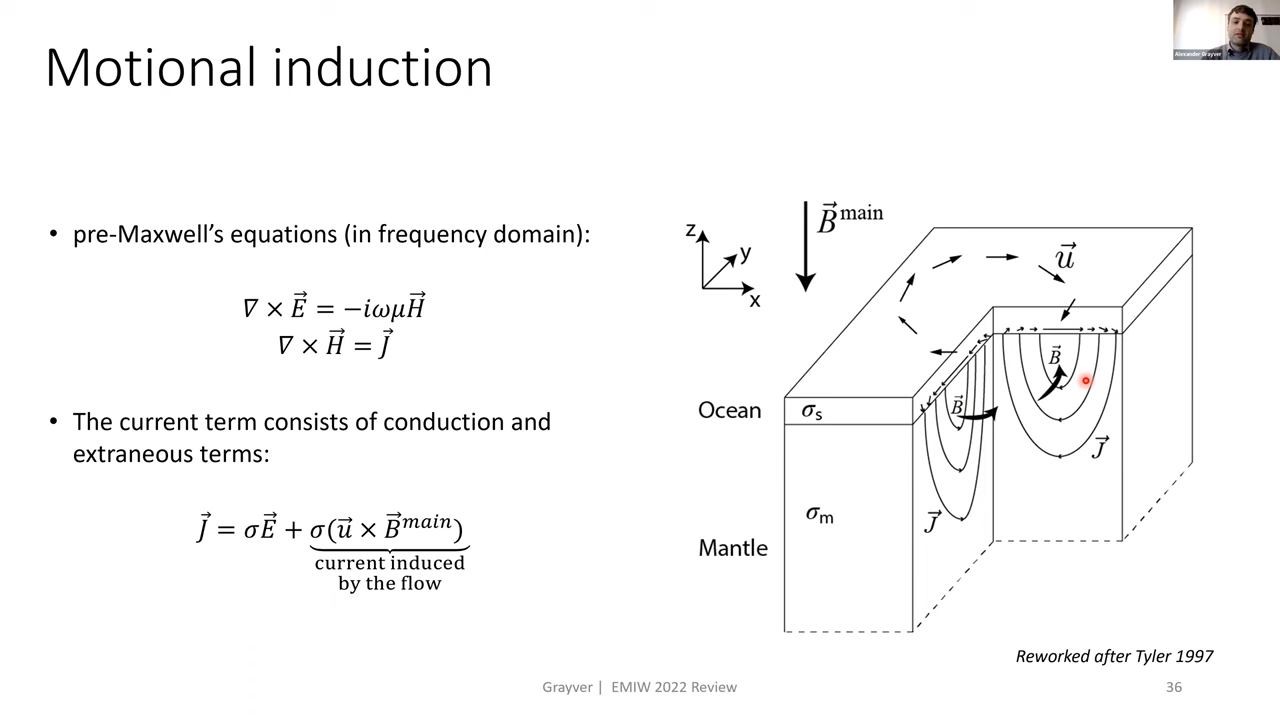 Motional induction
Alexander Grayver
• pre-Maxwell’s equations (in frequency domain):
∇ × E⃗ = −iωμH⃗
∇ × H⃗ = J⃗
• The current term consists of conduction and
extraneous terms:
J⃗ = σE⃗ + σ(u⃗ × B⃗^main)
current induced
by the flow
B⃗^main
z
y
x
u⃗
B⃗
B⃗
Ocean
σs
J⃗
J⃗
σm
Mantle
Reworked after Tyler 1997
Grayver | EMIW 2022 Review
36